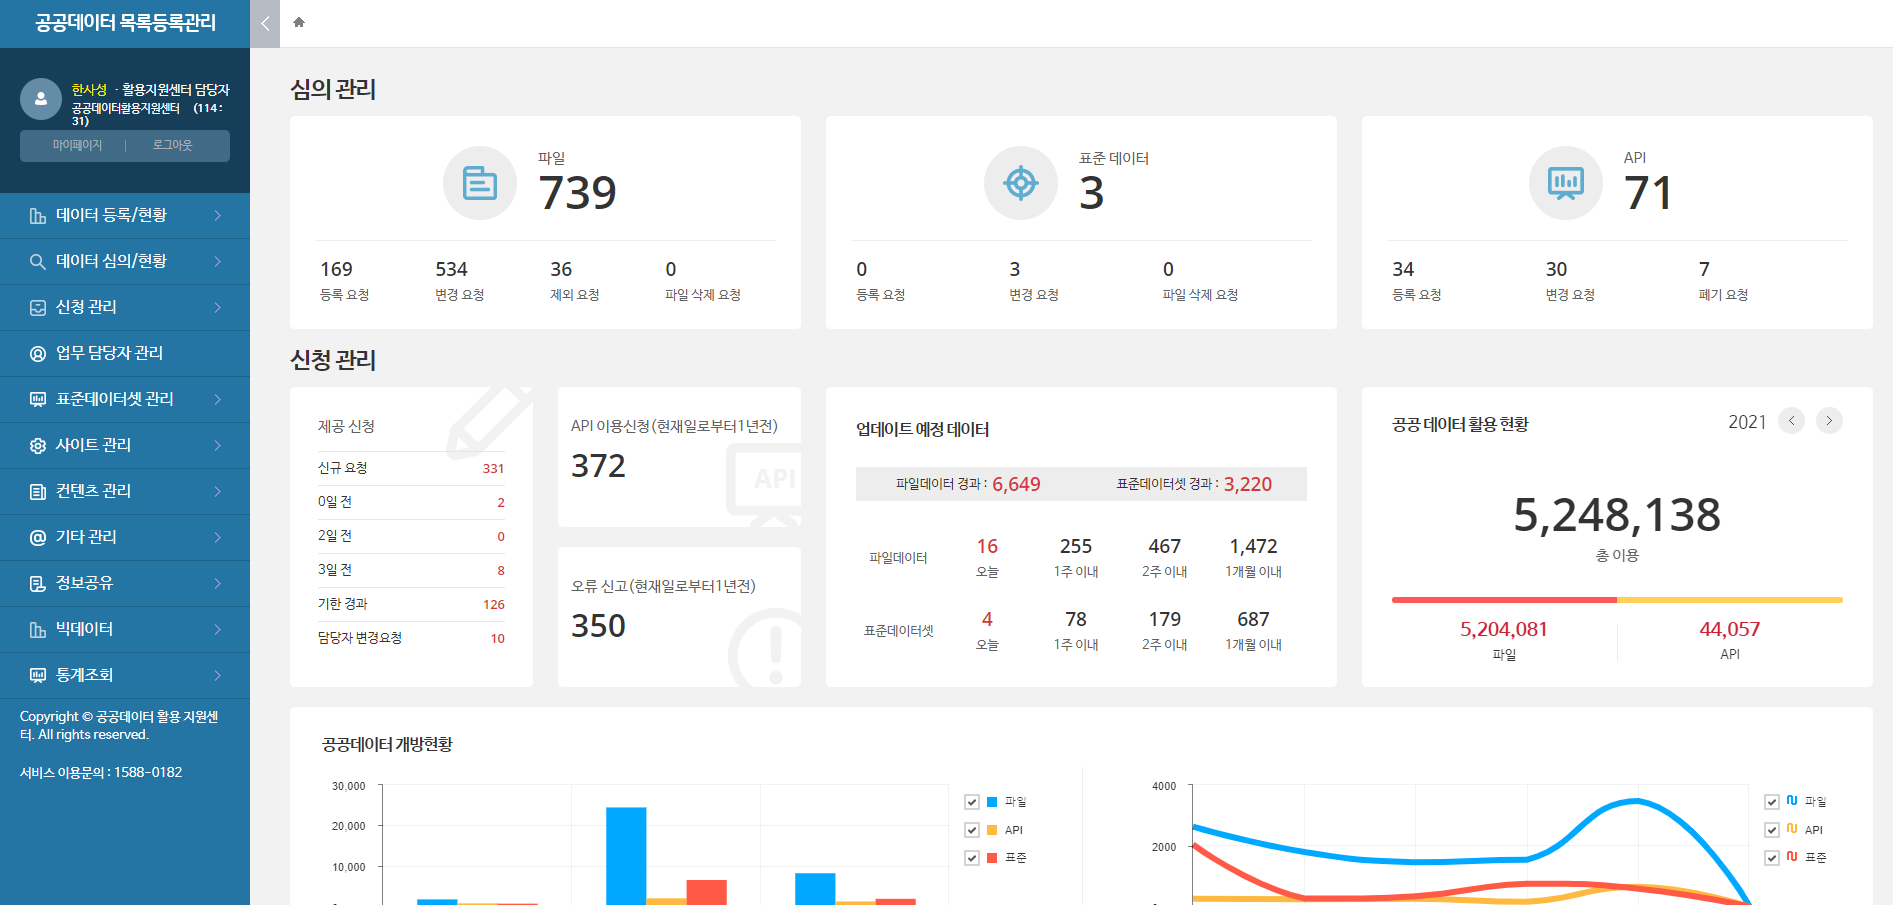 공공데이터 목록등록관리
한사성 · 활용지원센터 담당자
공공데이터활용지원센터 (114 :
31)
마이페이지 | 로그아웃
데이터 등록/현황
데이터 심의/현황
신청 관리
업무 담당자 관리
표준데이터셋 관리
사이트 관리
컨텐츠 관리
기타 관리
정보공유
빅데이터
통계조회
Copyright © 공공데이터 활용 지원센
터. All rights reserved.
서비스 이용문의 : 1588-0182
심의 관리
파일
739
169 534 36 0
등록 요청 변경 요청 제외 요청 파일 삭제 요청
표준 데이터
3
0 3 0
등록 요청 변경 요청 파일 삭제 요청
API
71
34 30 7
등록 요청 변경 요청 폐기 요청
신청 관리
제공 신청
신규 요청 331
0일 전 2
2일 전 0
3일 전 8
기한 경과 126
담당자 변경요청 10
API 이용신청(현재일로부터1년전)
372
API
오류 신고(현재일로부터1년전)
350
업데이트 예정 데이터
파일데이터 경과 : 6,649 표준데이터셋 경과 : 3,220
파일데이터
16 255 467 1,472
오늘 1주 이내 2주 이내 1개월 이내
표준데이터셋
4 78 179 687
오늘 1주 이내 2주 이내 1개월 이내
공공 데이터 활용 현황
2021
5,248,138
총 이용
5,204,081 44,057
파일 API
공공데이터 개방현황
30,000
20,000
10,000
파일
API
표준
4000
2000
파일
API
표준